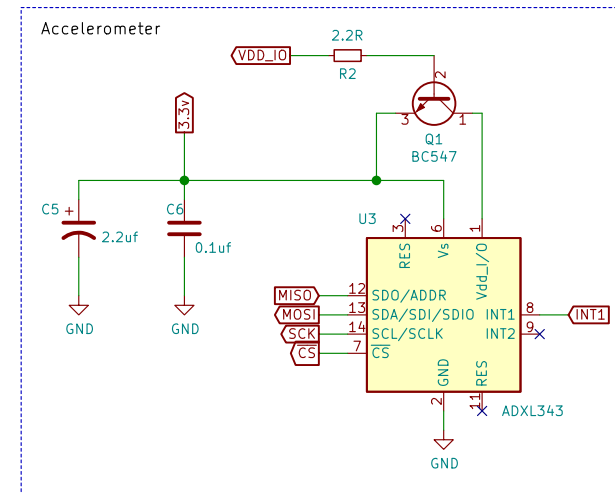 Accelerometer
2.2R
VDD_IO
R2
2
3
1
Q1
BC547
3.3v
C5
+
2.2uf
C6
0.1uf
GND
GND
U3
3
6
1
RES
Vs
Vdd_I/O
MISO
12
SDO/ADDR
MOSI
13
SDA/SDI/SDIO
SCK
14
SCL/SCLK
CS
7
CS
INT1
8
INT1
INT2
9
GND
RES
2
11
ADXL343
GND